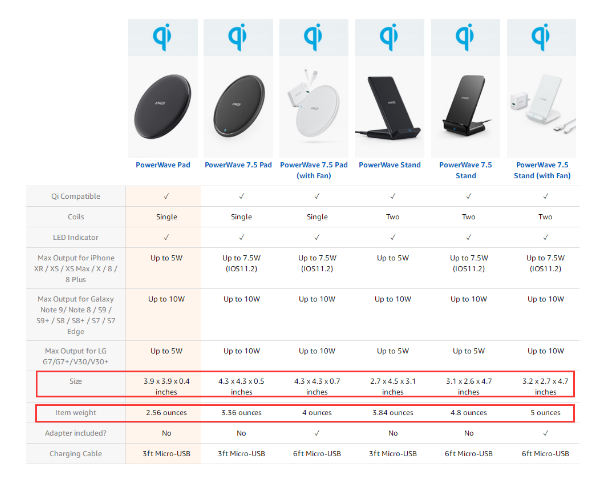 qi qi qi qi qi qi
PowerWave Pad PowerWave 7.5 Pad PowerWave 7.5 Pad PowerWave Stand PowerWave 7.5 PowerWave 7.5
(with Fan) Stand Stand (with Fan)
Qi Compatible ✓ ✓ ✓ ✓ ✓ ✓
Coils Single Single Single Two Two Two
LED Indicator ✓ ✓ ✓ ✓ ✓ ✓
Max Output for iPhone Up to 5W Up to 7.5W Up to 7.5W Up to 5W Up to 7.5W Up to 7.5W
XR / XS / XS Max / X / 8 / (IOS11.2) (IOS11.2) (IOS11.2) (IOS11.2)
8 Plus
Max Output for Galaxy Up to 10W Up to 10W Up to 10W Up to 10W Up to 10W Up to 10W
Note 9/ Note 8 / S9 /
S9+ / S8 / S8+ / S7 / S7
Edge
Max Output for LG Up to 5W Up to 10W Up to 10W Up to 5W Up to 5W Up to 10W
G7/G7+/V30/V30+
Size 3.9 x 3.9 x 0.4 4.3 x 4.3 x 0.5 4.3 x 4.3 x 0.7 2.7 x 4.5 x 3.1 3.1 x 2.6 x 4.7 3.2 x 2.7 x 4.7
inches inches inches inches inches inches
Item weight 2.56 ounces 3.36 ounces 4 ounces 3.84 ounces 4.8 ounces 5 ounces
Adapter included? No No ✓ No No ✓
Charging Cable 3ft Micro-USB 3ft Micro-USB 6ft Micro-USB 3ft Micro-USB 6ft Micro-USB 6ft Micro-USB